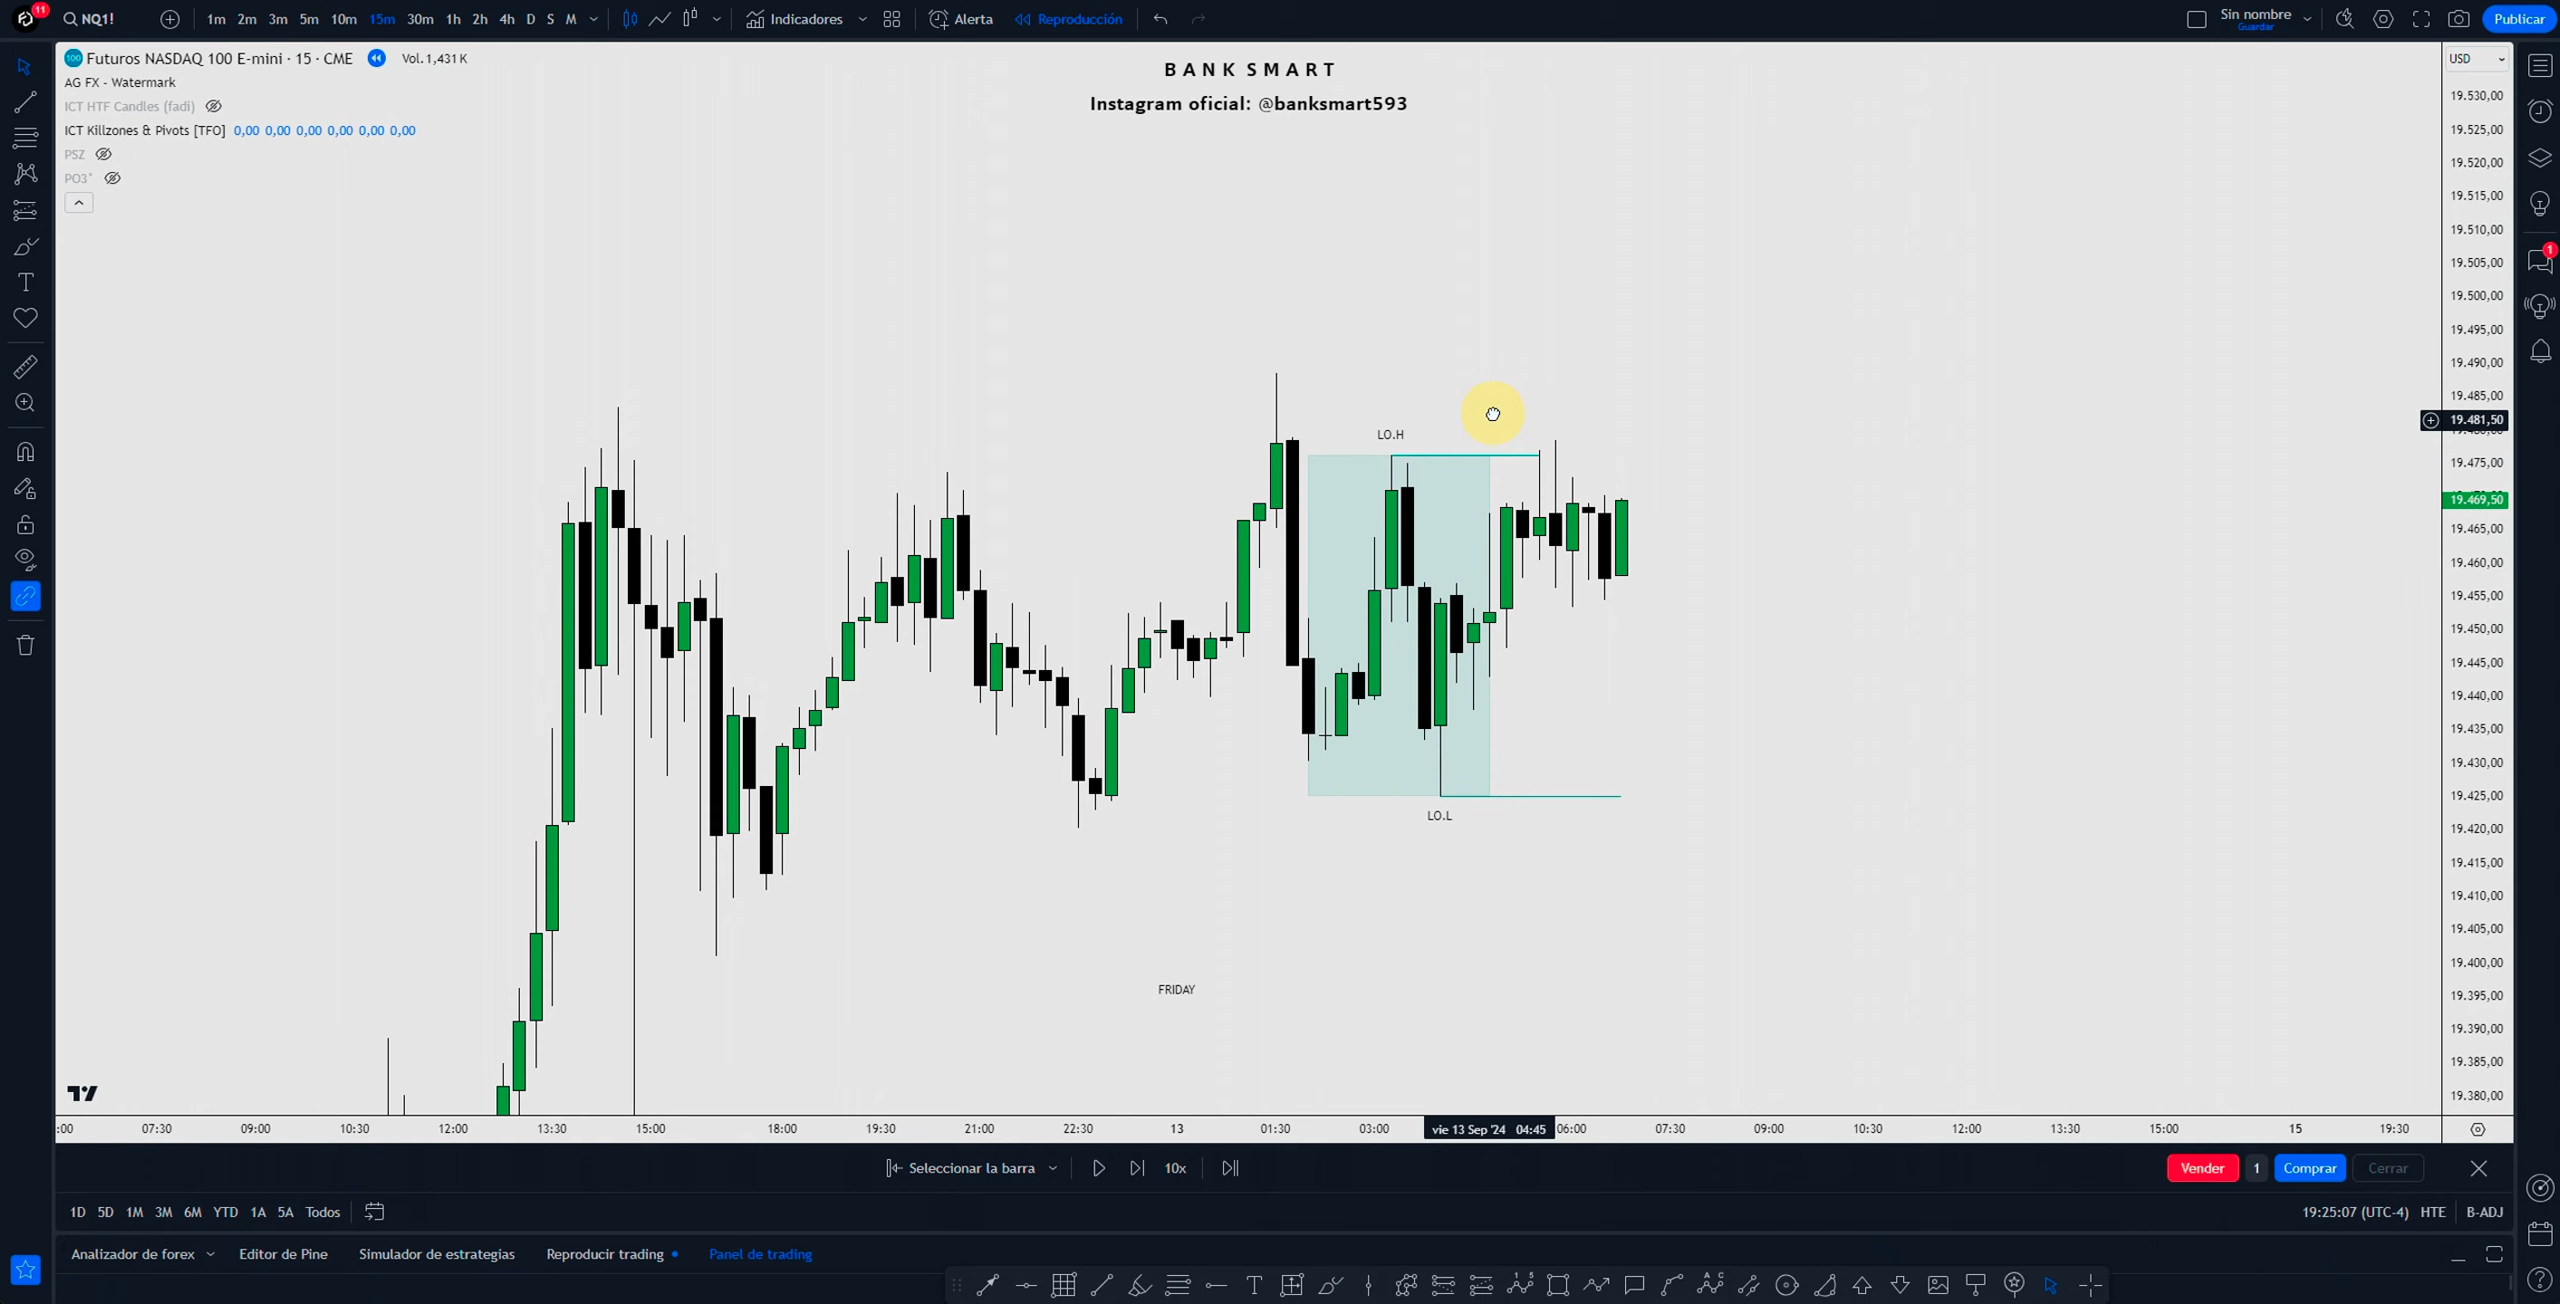 11
NQ1!
1m 2m 3m 5m 10m 15m 30m 1h 2h 4h D S M
Indicadores
Alerta
Reproducción
Sin nombre
Guardar
Publicar
100 Futuros NASDAQ 100 E-mini · 15 · CME Vol. 1,431 K
AG FX - Watermark
ICT HTF Candles (fadi)
ICT Killzones & Pivots [TFO] 0,00 0,00 0,00 0,00 0,00 0,00
PSZ
PO3*
BANK SMART
Instagram oficial: @banksmart593
USD
19.530,00
19.525,00
19.520,00
19.515,00
19.510,00
19.505,00
19.500,00
19.495,00
19.490,00
19.485,00
19.481,50
19.475,00
19.469,50
19.465,00
19.460,00
19.455,00
19.450,00
19.445,00
19.440,00
19.435,00
19.430,00
19.425,00
19.420,00
19.415,00
19.410,00
19.405,00
19.400,00
19.395,00
19.390,00
19.385,00
19.380,00
1
LO.H
LO.L
FRIDAY
:00 07:30 09:00 10:30 12:00 13:30 15:00 18:00 19:30 21:00 22:30 13 01:30 03:00 vie 13 Sep '24 04:45 06:00 07:30 09:00 10:30 12:00 13:30 15:00 15 19:30
Seleccionar la barra
10x
Vender 1 Comprar Cerrar
1D 5D 1M 3M 6M YTD 1A 5A Todos
19:25:07 (UTC-4) HTE B-ADJ
Analizador de forex Editor de Pine Simulador de estrategias Reproducir trading Panel de trading